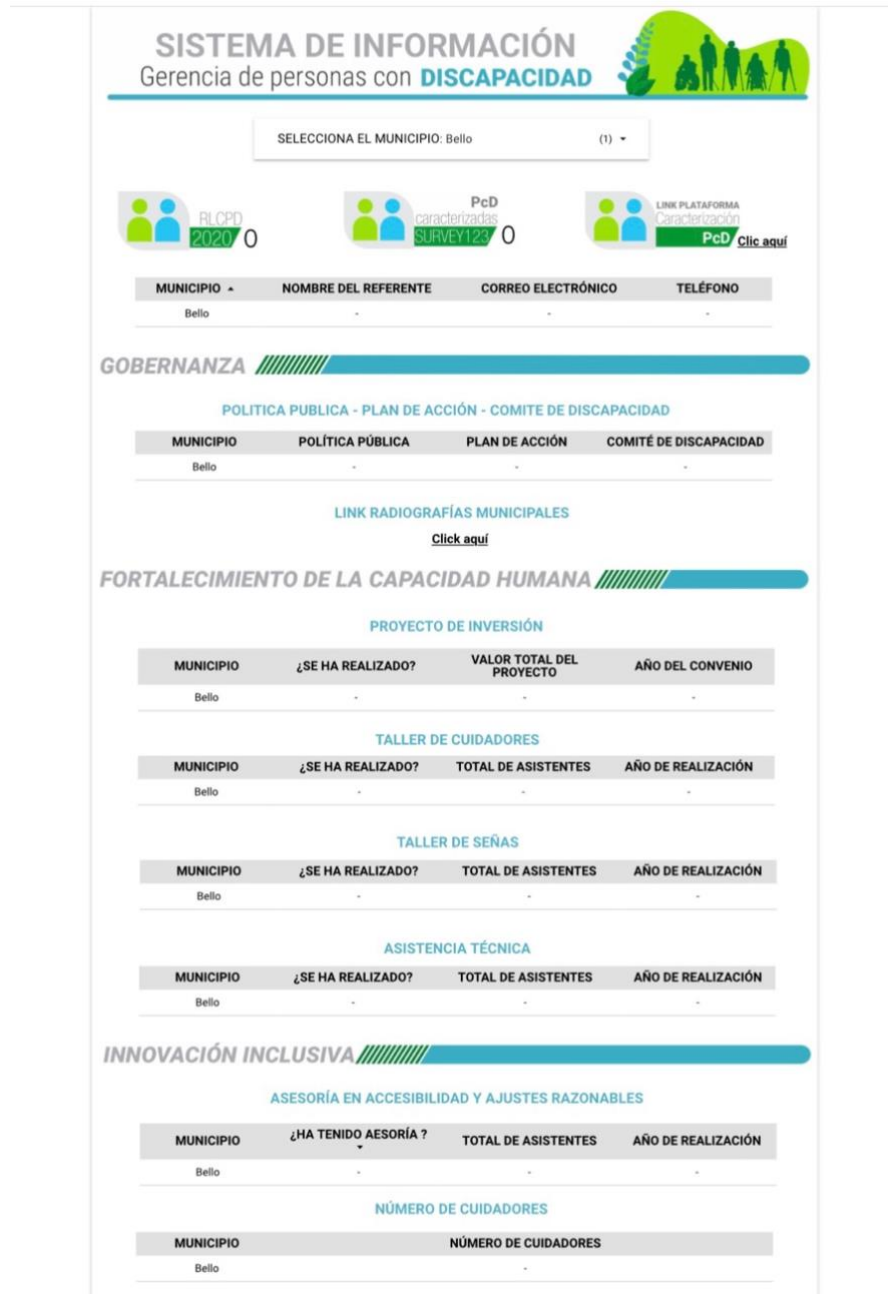 SISTEMA DE INFORMACIÓN
Gerencia de personas con DISCAPACIDAD
SELECCIONA EL MUNICIPIO: Bello (1)
RLCPD
2020 0
PcD
caracterizadas
SURVEY123 0
LINK PLATAFORMA
Caracterización
PcD Clic aquí
MUNICIPIO NOMBRE DEL REFERENTE CORREO ELECTRÓNICO TELÉFONO
Bello - - -
GOBERNANZA
POLITICA PUBLICA - PLAN DE ACCIÓN - COMITE DE DISCAPACIDAD
MUNICIPIO POLÍTICA PÚBLICA PLAN DE ACCIÓN COMITÉ DE DISCAPACIDAD
Bello - - -
LINK RADIOGRAFÍAS MUNICIPALES
Click aquí
FORTALECIMIENTO DE LA CAPACIDAD HUMANA
PROYECTO DE INVERSIÓN
MUNICIPIO ¿SE HA REALIZADO? VALOR TOTAL DEL PROYECTO AÑO DEL CONVENIO
Bello - - -
TALLER DE CUIDADORES
MUNICIPIO ¿SE HA REALIZADO? TOTAL DE ASISTENTES AÑO DE REALIZACIÓN
Bello - - -
TALLER DE SEÑAS
MUNICIPIO ¿SE HA REALIZADO? TOTAL DE ASISTENTES AÑO DE REALIZACIÓN
Bello - - -
ASISTENCIA TÉCNICA
MUNICIPIO ¿SE HA REALIZADO? TOTAL DE ASISTENTES AÑO DE REALIZACIÓN
Bello - - -
INNOVACIÓN INCLUSIVA
ASESORÍA EN ACCESIBILIDAD Y AJUSTES RAZONABLES
MUNICIPIO ¿HA TENIDO AESORÍA ? TOTAL DE ASISTENTES AÑO DE REALIZACIÓN
Bello - - -
NÚMERO DE CUIDADORES
MUNICIPIO NÚMERO DE CUIDADORES
Bello -